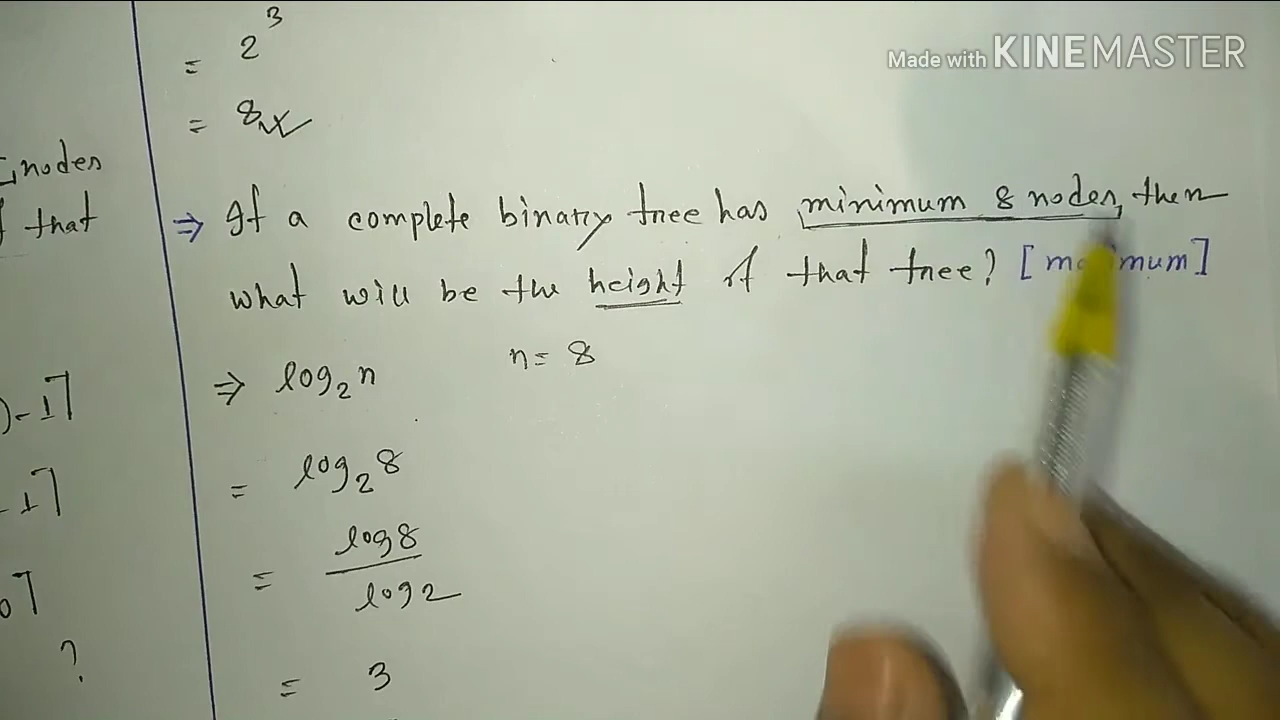 = 2³
Made with KINEMASTER
= 8
nodes
that
⇒ If a complete binary tree has minimum 8 nodes, then
what will be the height of that tree? [maximum]
⇒ log₂n n = 8
)-1⌉
= log₂8
-1⌉
= log8 / log2
0⌉
?
= 3